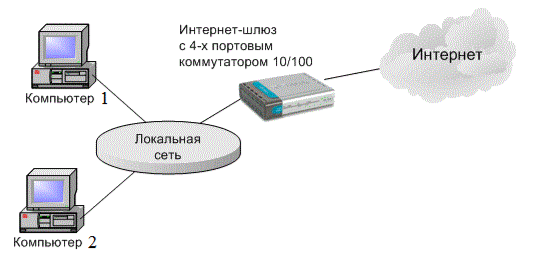 Интернет-шлюз
с 4-х портовым
коммутатором 10/100
Интернет
Компьютер 1
Локальная
сеть
Компьютер 2